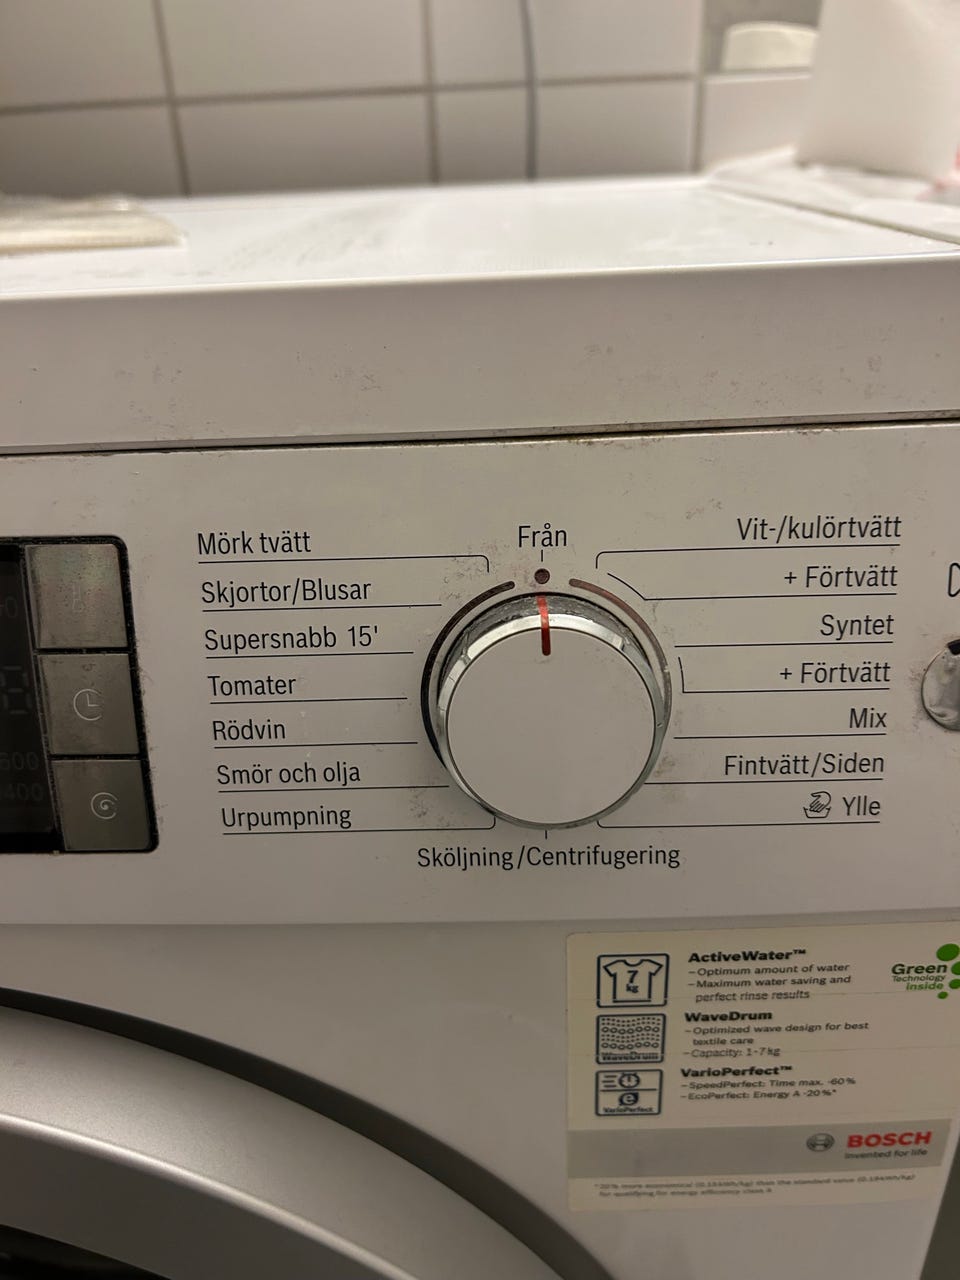 Från
Mörk tvätt
Skjortor/Blusar
Supersnabb 15'
Tomater
Rödvin
Smör och olja
Urpumpning
Sköljning/Centrifugering
Vit-/kulörtvätt
+ Förtvätt
Syntet
+ Förtvätt
Mix
Fintvätt/Siden
Ylle
7
kg
ActiveWater™
-Optimum amount of water
-Maximum water saving and
perfect rinse results
Green
Technology
inside
WaveDrum
WaveDrum
-Optimized wave design for best
textile care
-Capacity: 1-7kg
VarioPerfect
VarioPerfect™
-SpeedPerfect: Time max. -60%
-EcoPerfect: Energy A -20%*
BOSCH
Invented for life